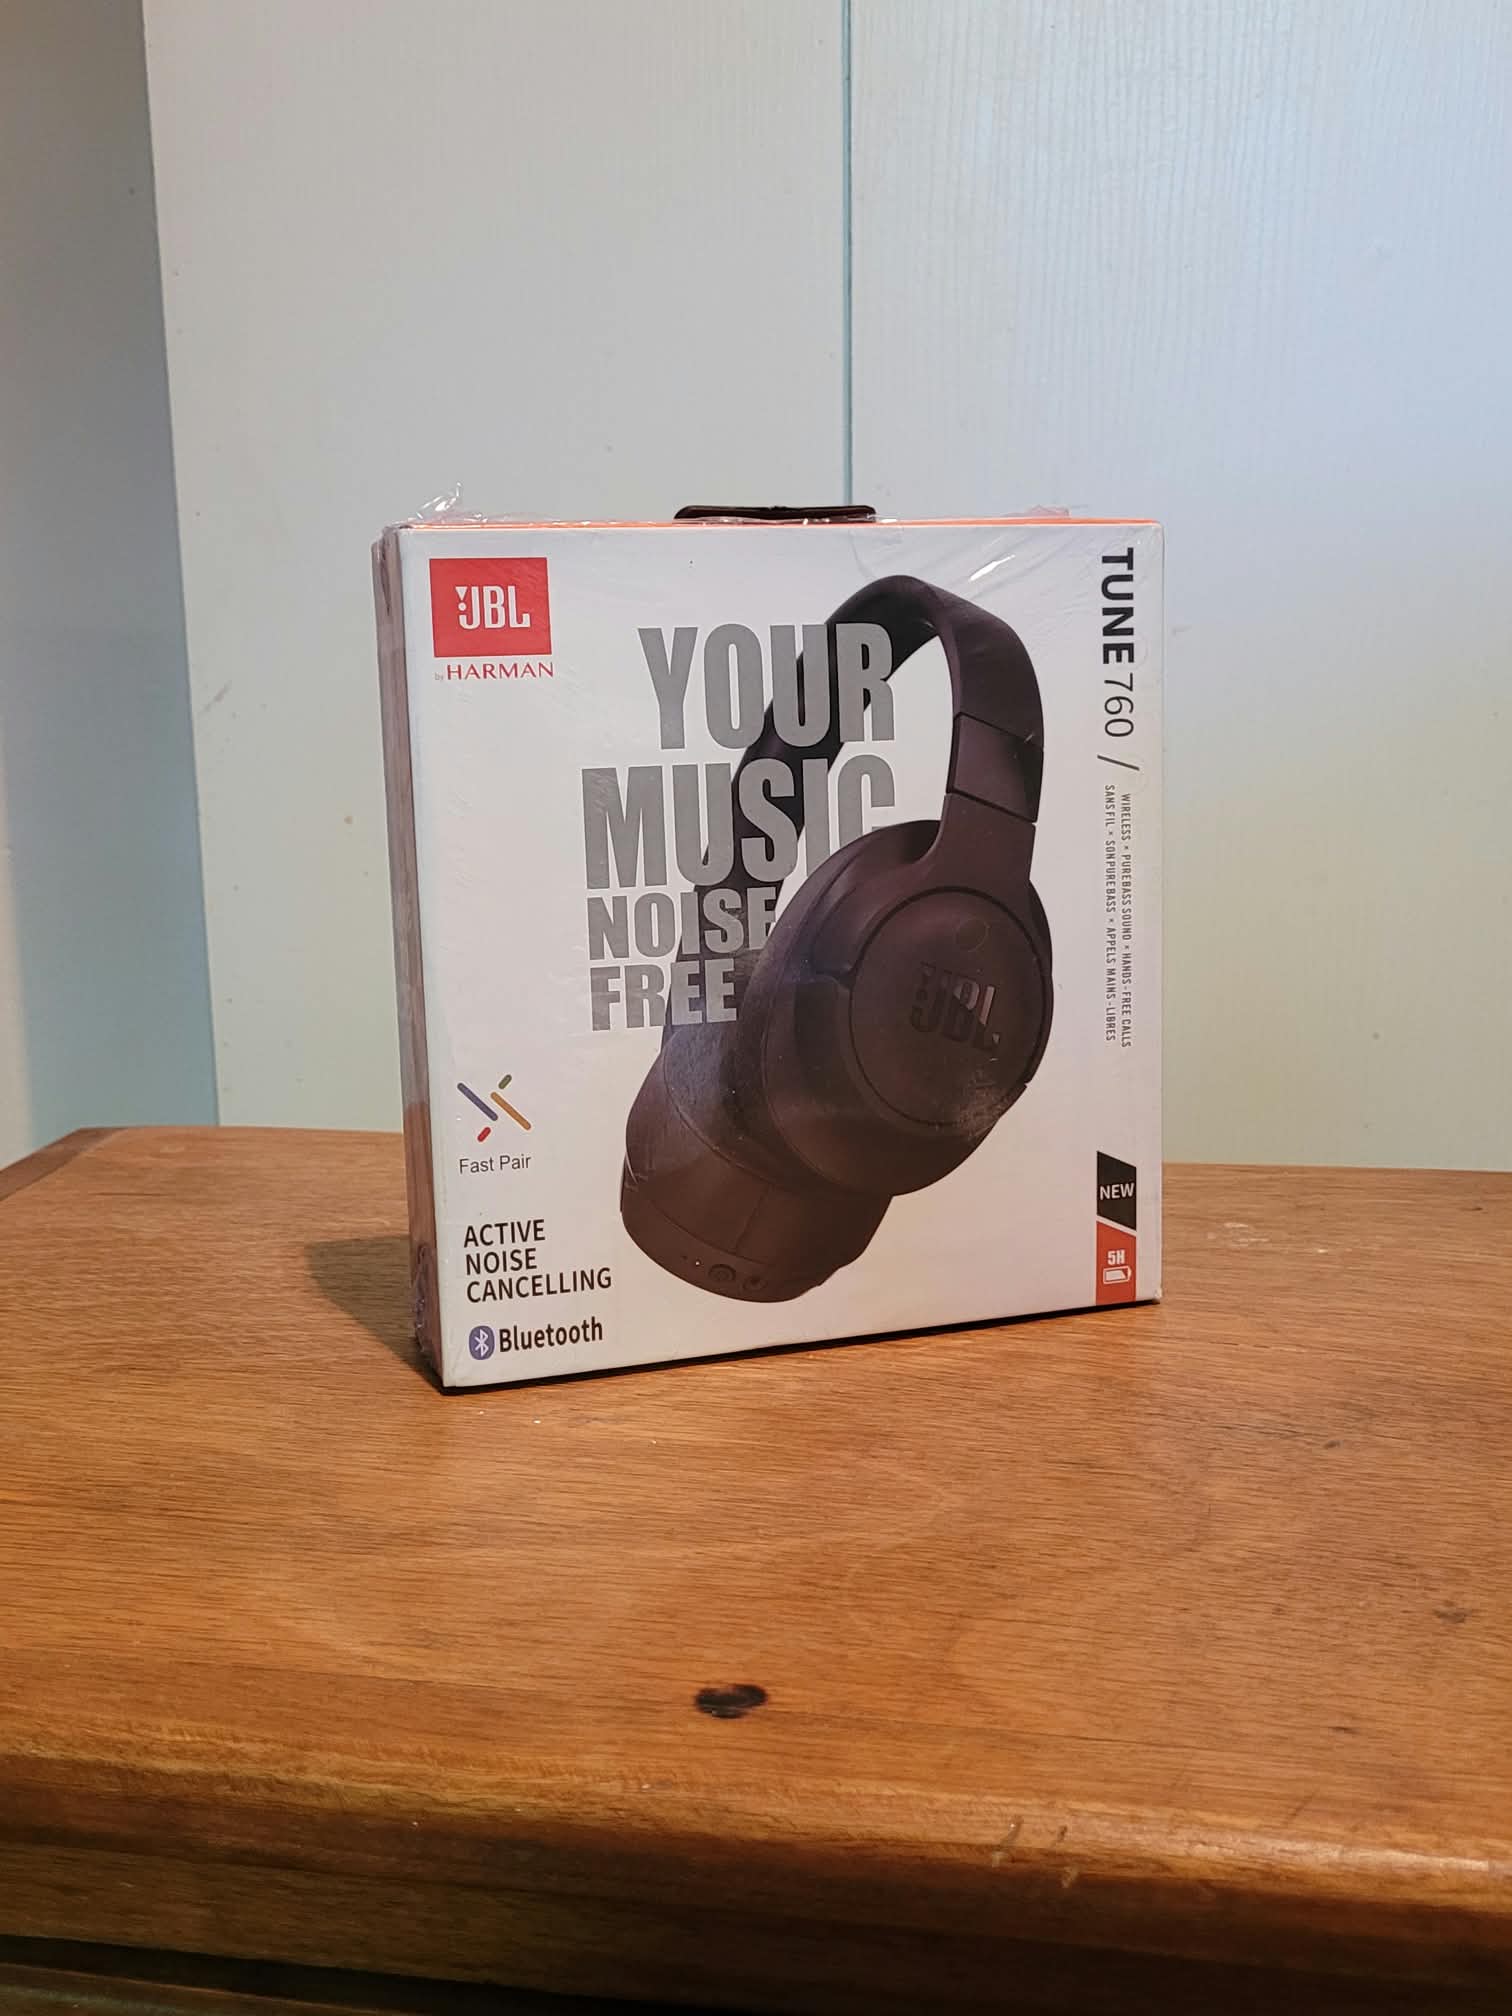 JBL
by HARMAN
YOUR
MUSIC
NOISE
FREE
JBL
Fast Pair
ACTIVE
NOISE
CANCELLING
Bluetooth
TUNE 760 /
WIRELESS × PUREBASS SOUND × HANDS-FREE CALLS
SANS FIL × SON PUREBASS × APPELS MAINS-LIBRES
NEW
5H